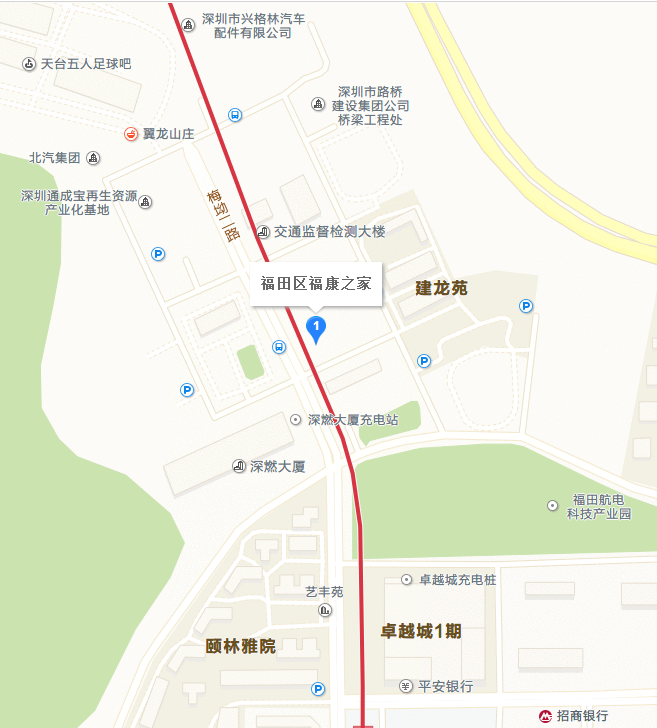 深圳市兴格林汽车
配件有限公司
天台五人足球吧
深圳市路桥
建设集团公司
桥梁工程处
翼龙山庄
北汽集团
深圳通成宝再生资源
产业化基地
梅坳二路
交通监督检测大楼
P
福田区福康之家
建龙苑
P
1
P
P
深燃大厦充电站
深燃大厦
福田航电
科技产业园
卓越城充电桩
艺丰苑
卓越城1期
颐林雅院
P
¥
平安银行
招商银行